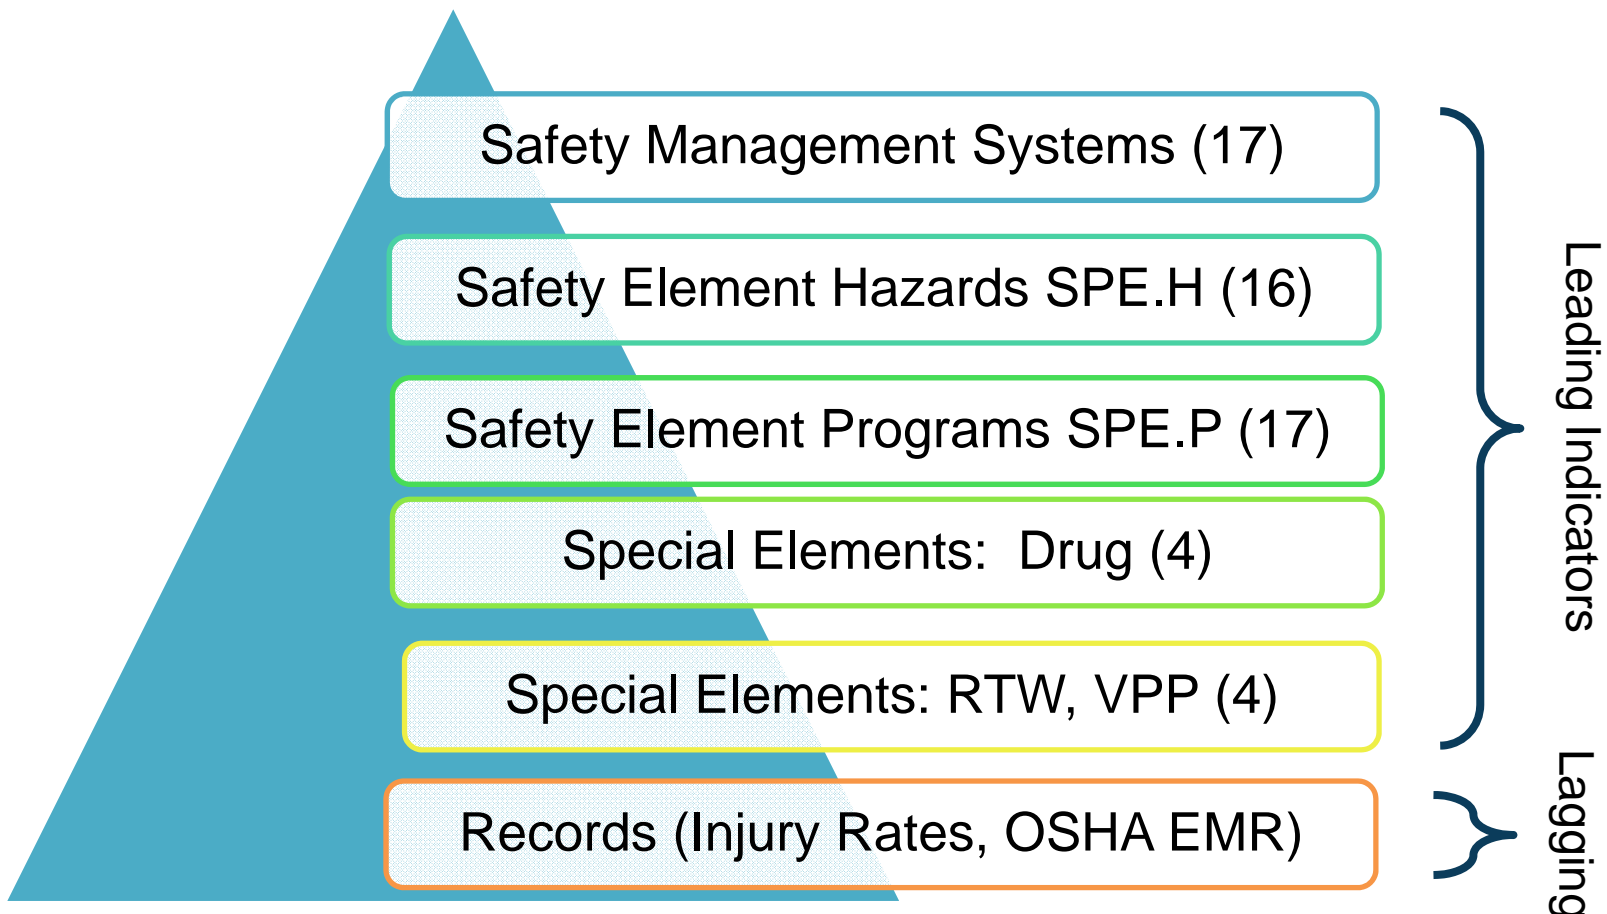 Safety Management Systems (17)
Safety Element Hazards SPE.H (16)
Safety Element Programs SPE.P (17)
Special Elements:  Drug (4)
Special Elements: RTW, VPP (4)
Records (Injury Rates, OSHA EMR)
Leading Indicators
Lagging